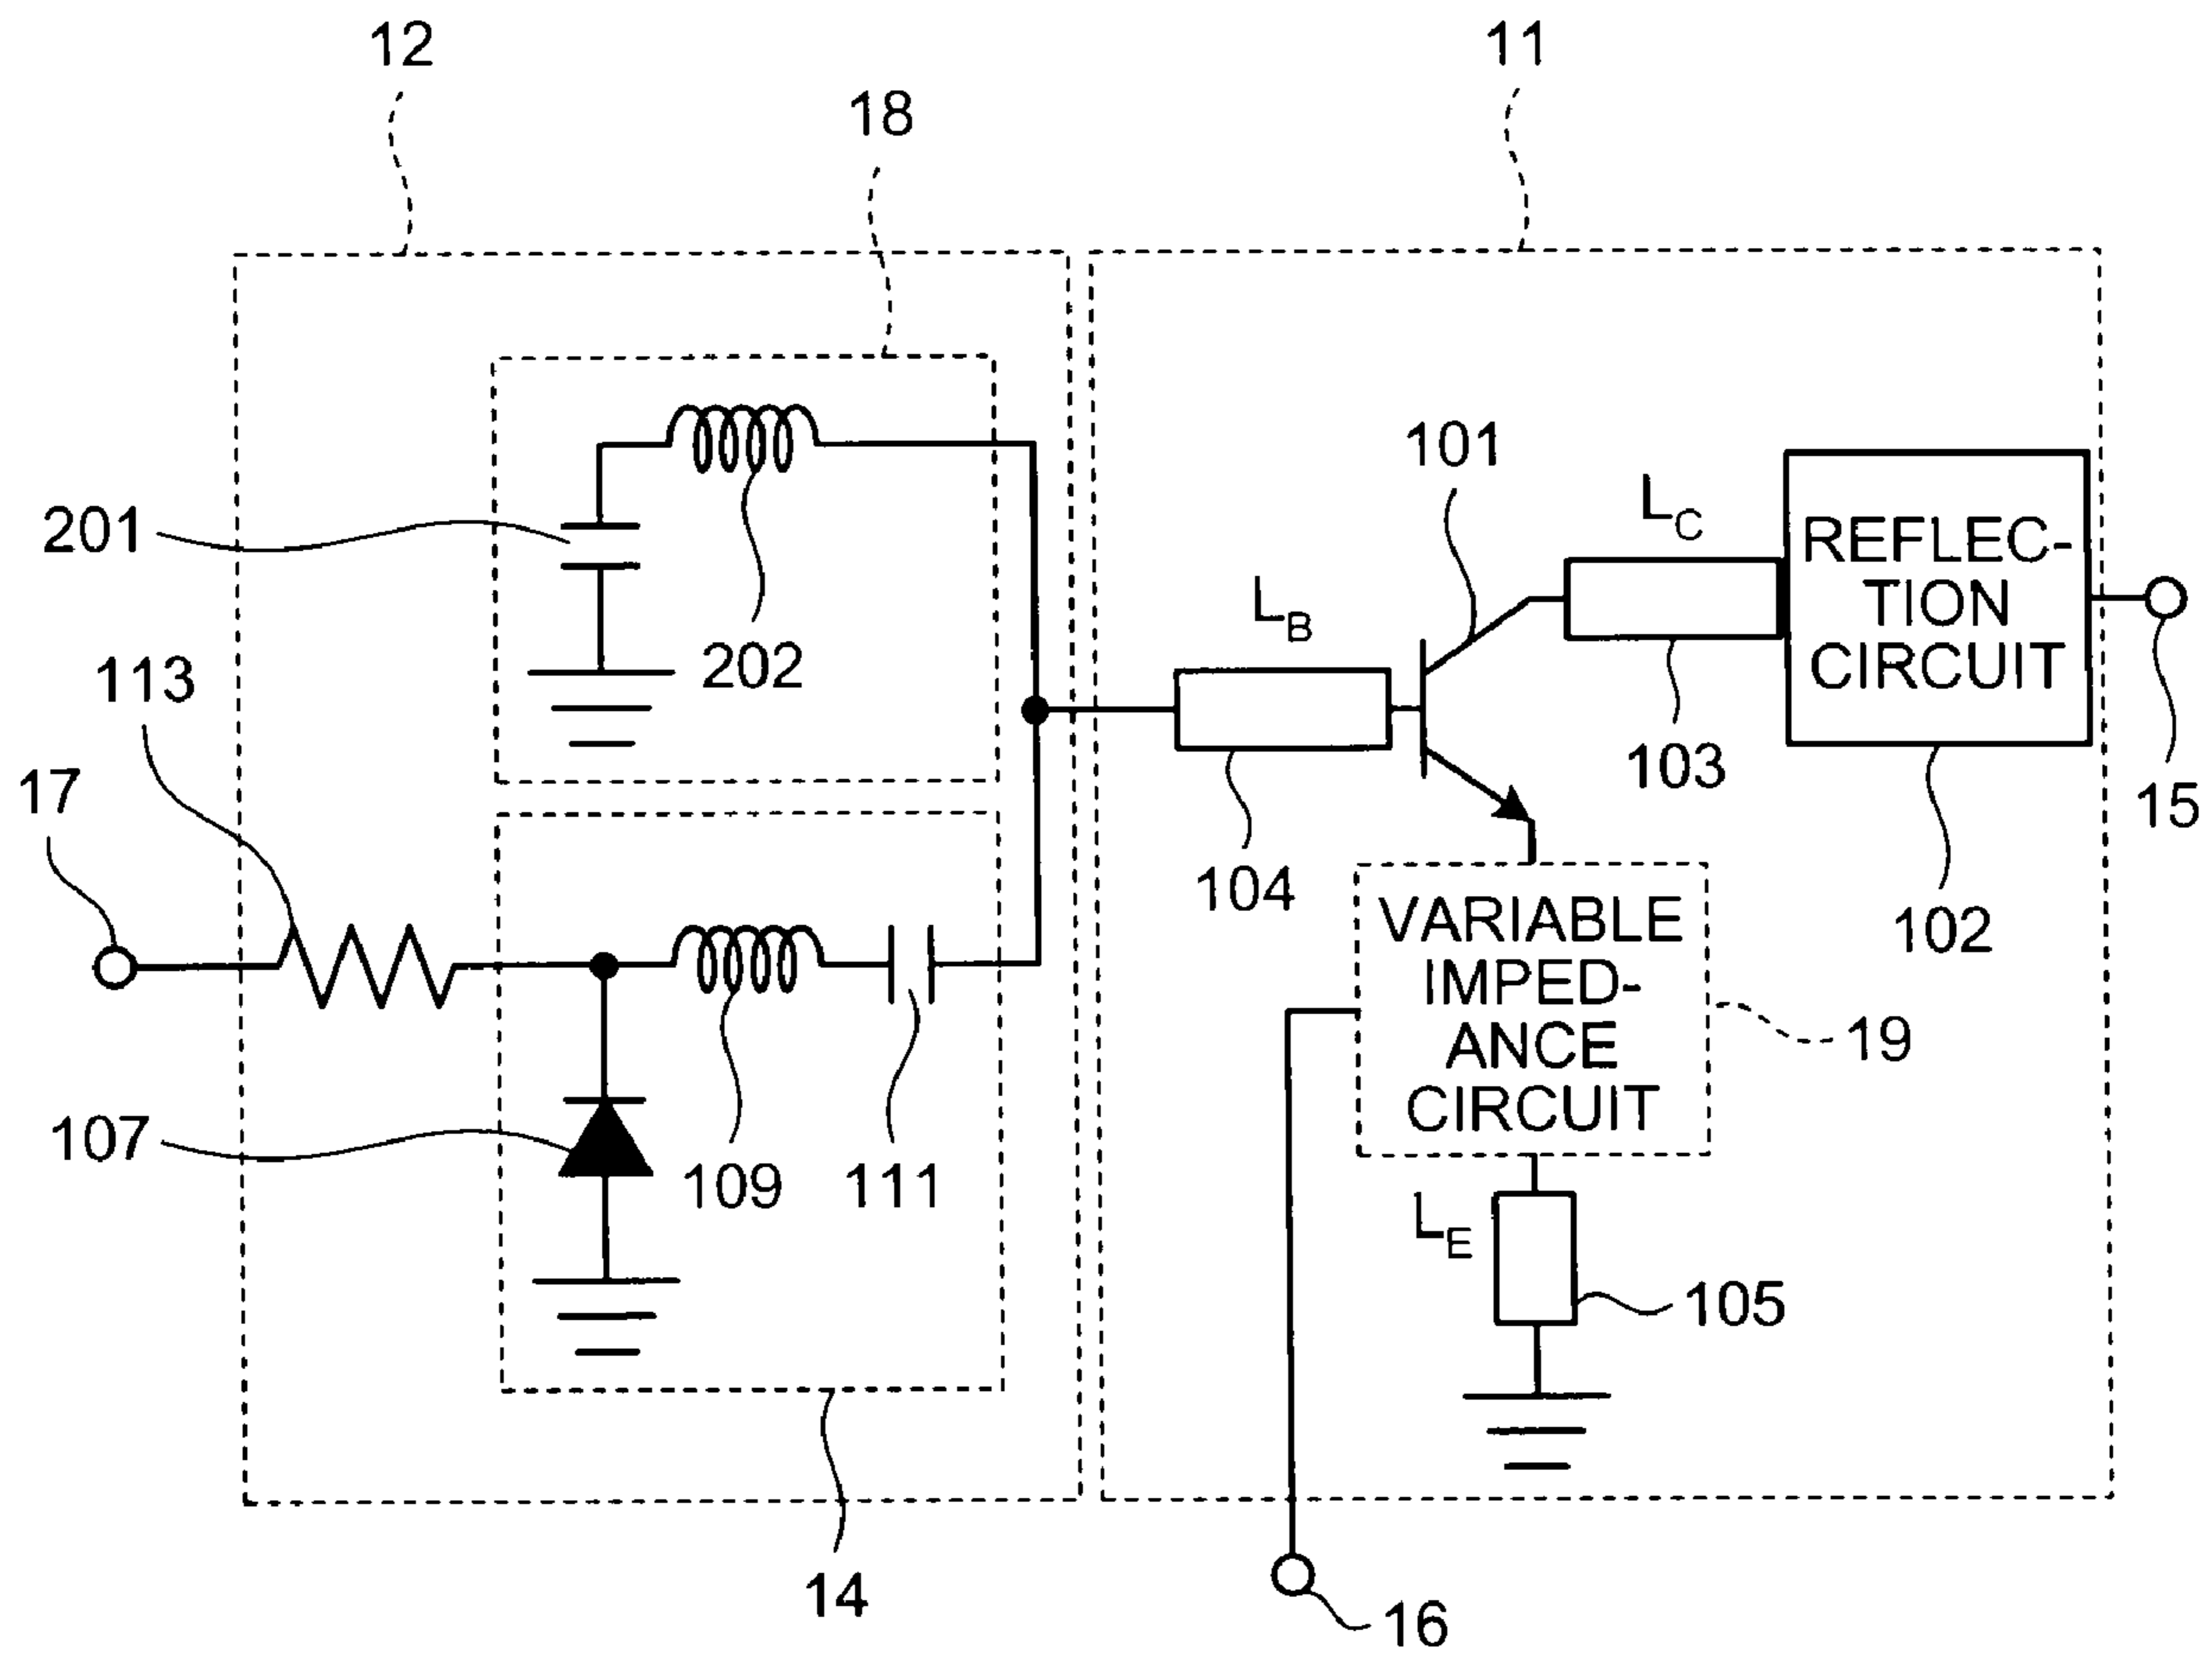 12
11
18
101
L_C
201
REFLEC-
TION
CIRCUIT
L_B
202
113
103
17
15
104
VARIABLE
IMPED-
ANCE
CIRCUIT
102
19
107
109
111
L_E
105
14
16